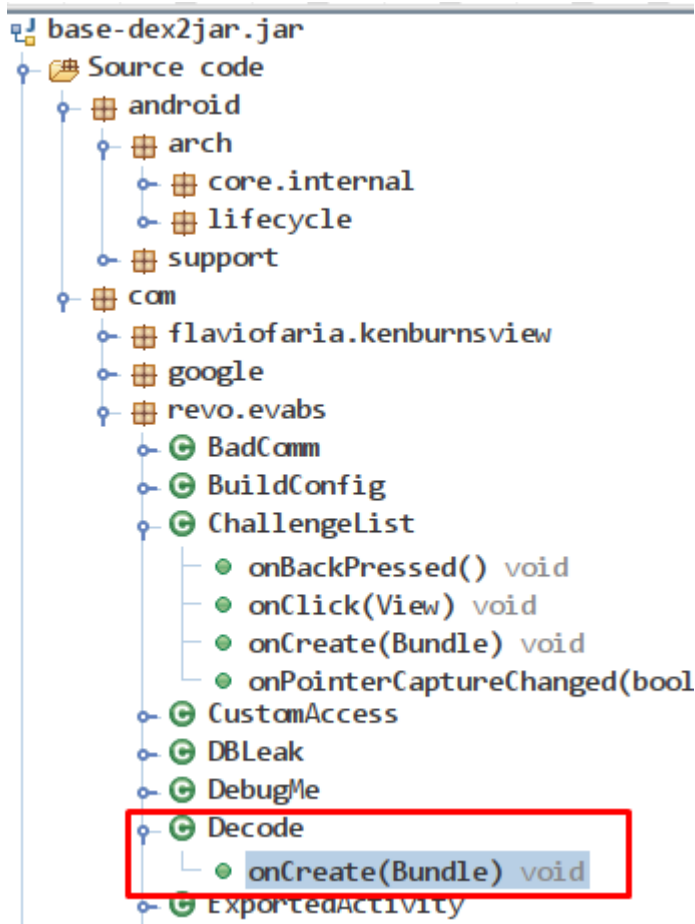 base-dex2jar.jar
Source code
android
arch
core.internal
lifecycle
support
com
flaviofaria.kenburnsview
google
revo.evabs
BadComm
BuildConfig
ChallengeList
onBackPressed() void
onClick(View) void
onCreate(Bundle) void
onPointerCaptureChanged(bool
CustomAccess
DBLeak
DebugMe
Decode
onCreate(Bundle) void
ExportedActivity